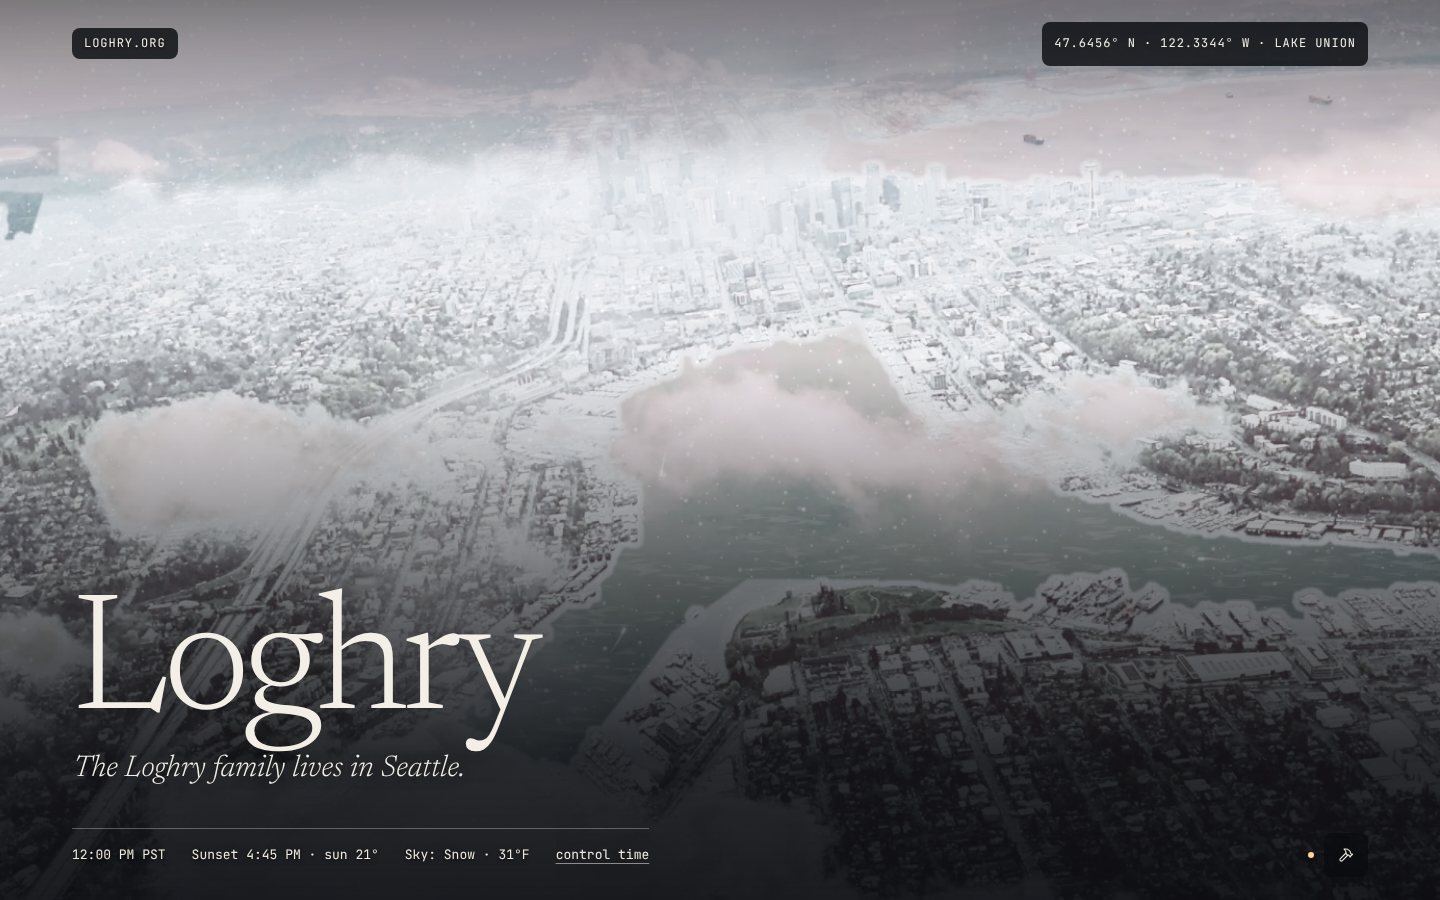 LOGHRY.ORG
47.6456° N · 122.3344° W · LAKE UNION
Loghry
The Loghry family lives in Seattle.
12:00 PM PST Sunset 4:45 PM · sun 21° Sky: Snow · 31°F control time